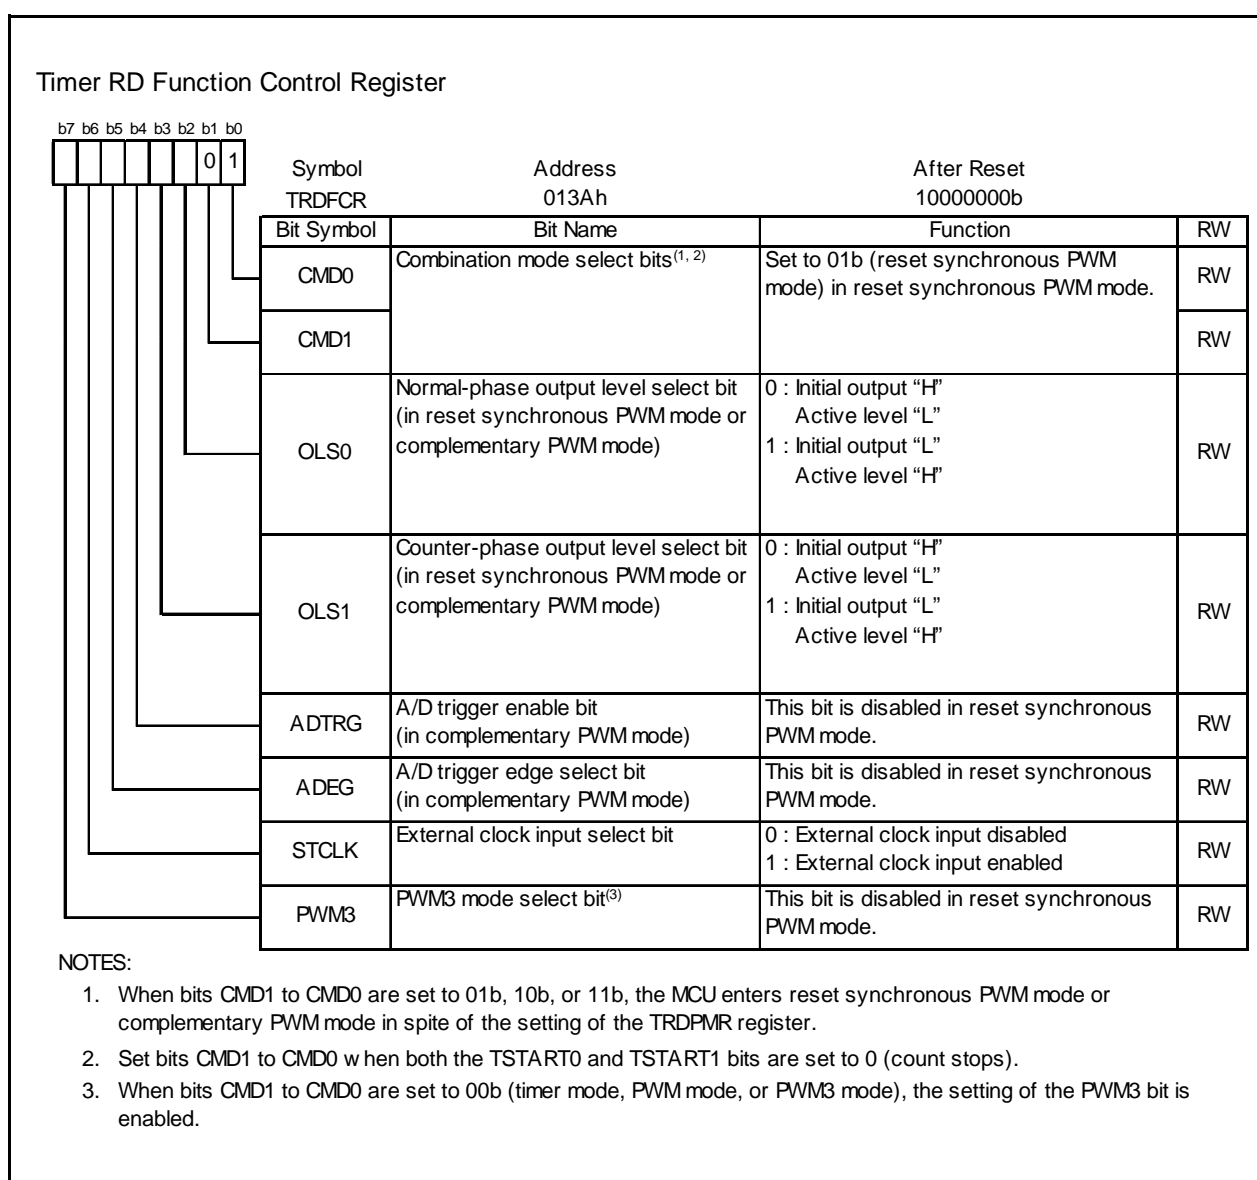 Timer RD Function Control Register
b7 b6 b5 b4 b3 b2 b1 b0
0 1
Symbol Address After Reset
TRDFCR 013Ah 10000000b
Bit Symbol Bit Name Function RW
CMD0 Combination mode select bits(1, 2) Set to 01b (reset synchronous PWM
mode) in reset synchronous PWM mode. RW
CMD1 RW
Normal-phase output level select bit 0 : Initial output “H”
(in reset synchronous PWM mode or Active level “L”
OLS0 complementary PWM mode) 1 : Initial output “L” RW
Active level “H”
Counter-phase output level select bit 0 : Initial output “H”
(in reset synchronous PWM mode or Active level “L”
OLS1 complementary PWM mode) 1 : Initial output “L” RW
Active level “H”
ADTRG A/D trigger enable bit This bit is disabled in reset synchronous RW
(in complementary PWM mode) PWM mode.
ADEG A/D trigger edge select bit This bit is disabled in reset synchronous RW
(in complementary PWM mode) PWM mode.
STCLK External clock input select bit 0 : External clock input disabled RW
1 : External clock input enabled
PWM3 PWM3 mode select bit(3) This bit is disabled in reset synchronous RW
PWM mode.
NOTES:
1. When bits CMD1 to CMD0 are set to 01b, 10b, or 11b, the MCU enters reset synchronous PWM mode or
complementary PWM mode in spite of the setting of the TRDPMR register.
2. Set bits CMD1 to CMD0 when both the TSTART0 and TSTART1 bits are set to 0 (count stops).
3. When bits CMD1 to CMD0 are set to 00b (timer mode, PWM mode, or PWM3 mode), the setting of the PWM3 bit is
enabled.